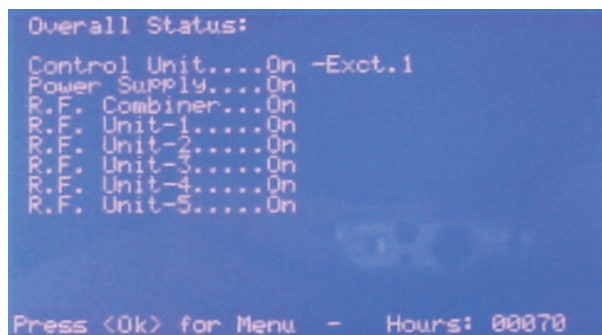 Overall Status:
Control Unit....On -Exct.1
Power Supply....On
R.F. Combiner...On
R.F. Unit-1.....On
R.F. Unit-2.....On
R.F. Unit-3.....On
R.F. Unit-4.....On
R.F. Unit-5.....On
Press <Ok> for Menu - Hours: 00070